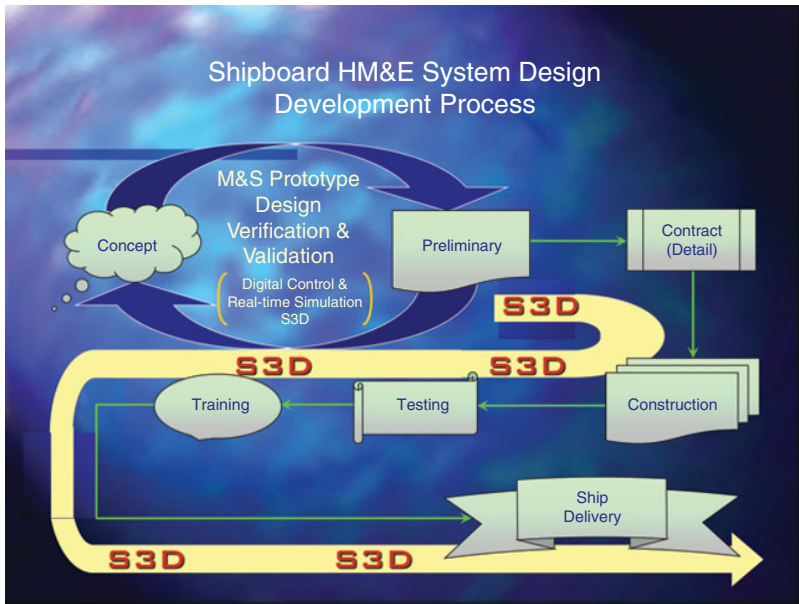 Shipboard HM&E System Design
Development Process
M&S Prototype
Design
Verification &
Validation
Digital Control &
Real-time Simulation
S3D
Concept
Preliminary
Contract
(Detail)
S3D
S3D
S3D
Training
Testing
Construction
Ship
Delivery
S3D
S3D